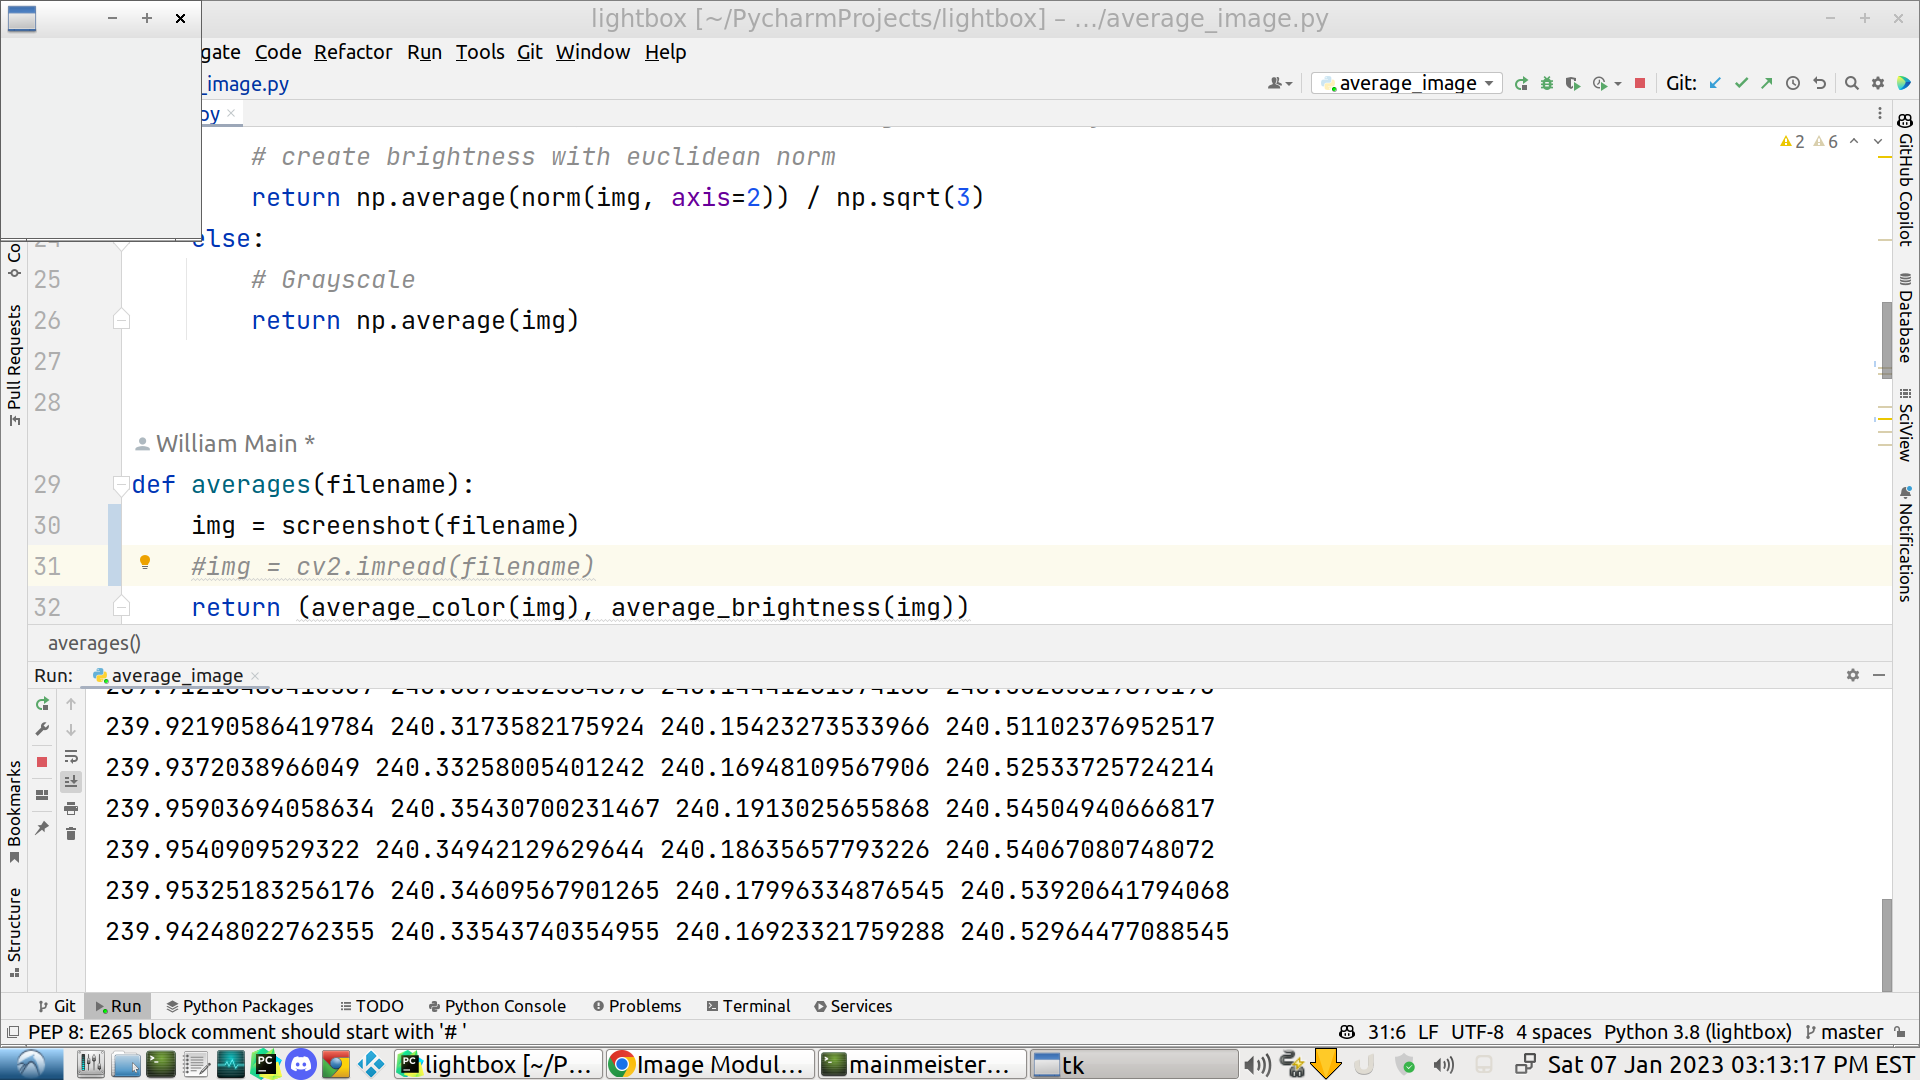 lightbox [~/PycharmProjects/lightbox] – …/average_image.py
gate Code Refactor Run Tools Git Window Help
_image.py
average_image
Git:
py
2 6
# create brightness with euclidean norm
return np.average(norm(img, axis=2)) / np.sqrt(3)
else:
25 # Grayscale
26 return np.average(img)
27
28
William Main *
29 def averages(filename):
30 img = screenshot(filename)
31 #img = cv2.imread(filename)
32 return (average_color(img), average_brightness(img))
averages()
Co
Pull Requests
Bookmarks
Structure
GitHub Copilot
Database
SciView
Notifications
Run: average_image
239.92190586419784 240.3173582175924 240.15423273533966 240.51102376952517
239.9372038966049 240.33258005401242 240.16948109567906 240.52533725724214
239.95903694058634 240.35430700231467 240.1913025655868 240.54504940666817
239.9540909529322 240.34942129629644 240.18635657793226 240.54067080748072
239.95325183256176 240.34609567901265 240.17996334876545 240.53920641794068
239.94248022762355 240.33543740354955 240.16923321759288 240.52964477088545
Git Run Python Packages TODO Python Console Problems Terminal Services
PEP 8: E265 block comment should start with '# '
31:6 LF UTF-8 4 spaces Python 3.8 (lightbox) master
lightbox [~/P... Image Modul... mainmeister... tk
Sat 07 Jan 2023 03:13:17 PM EST